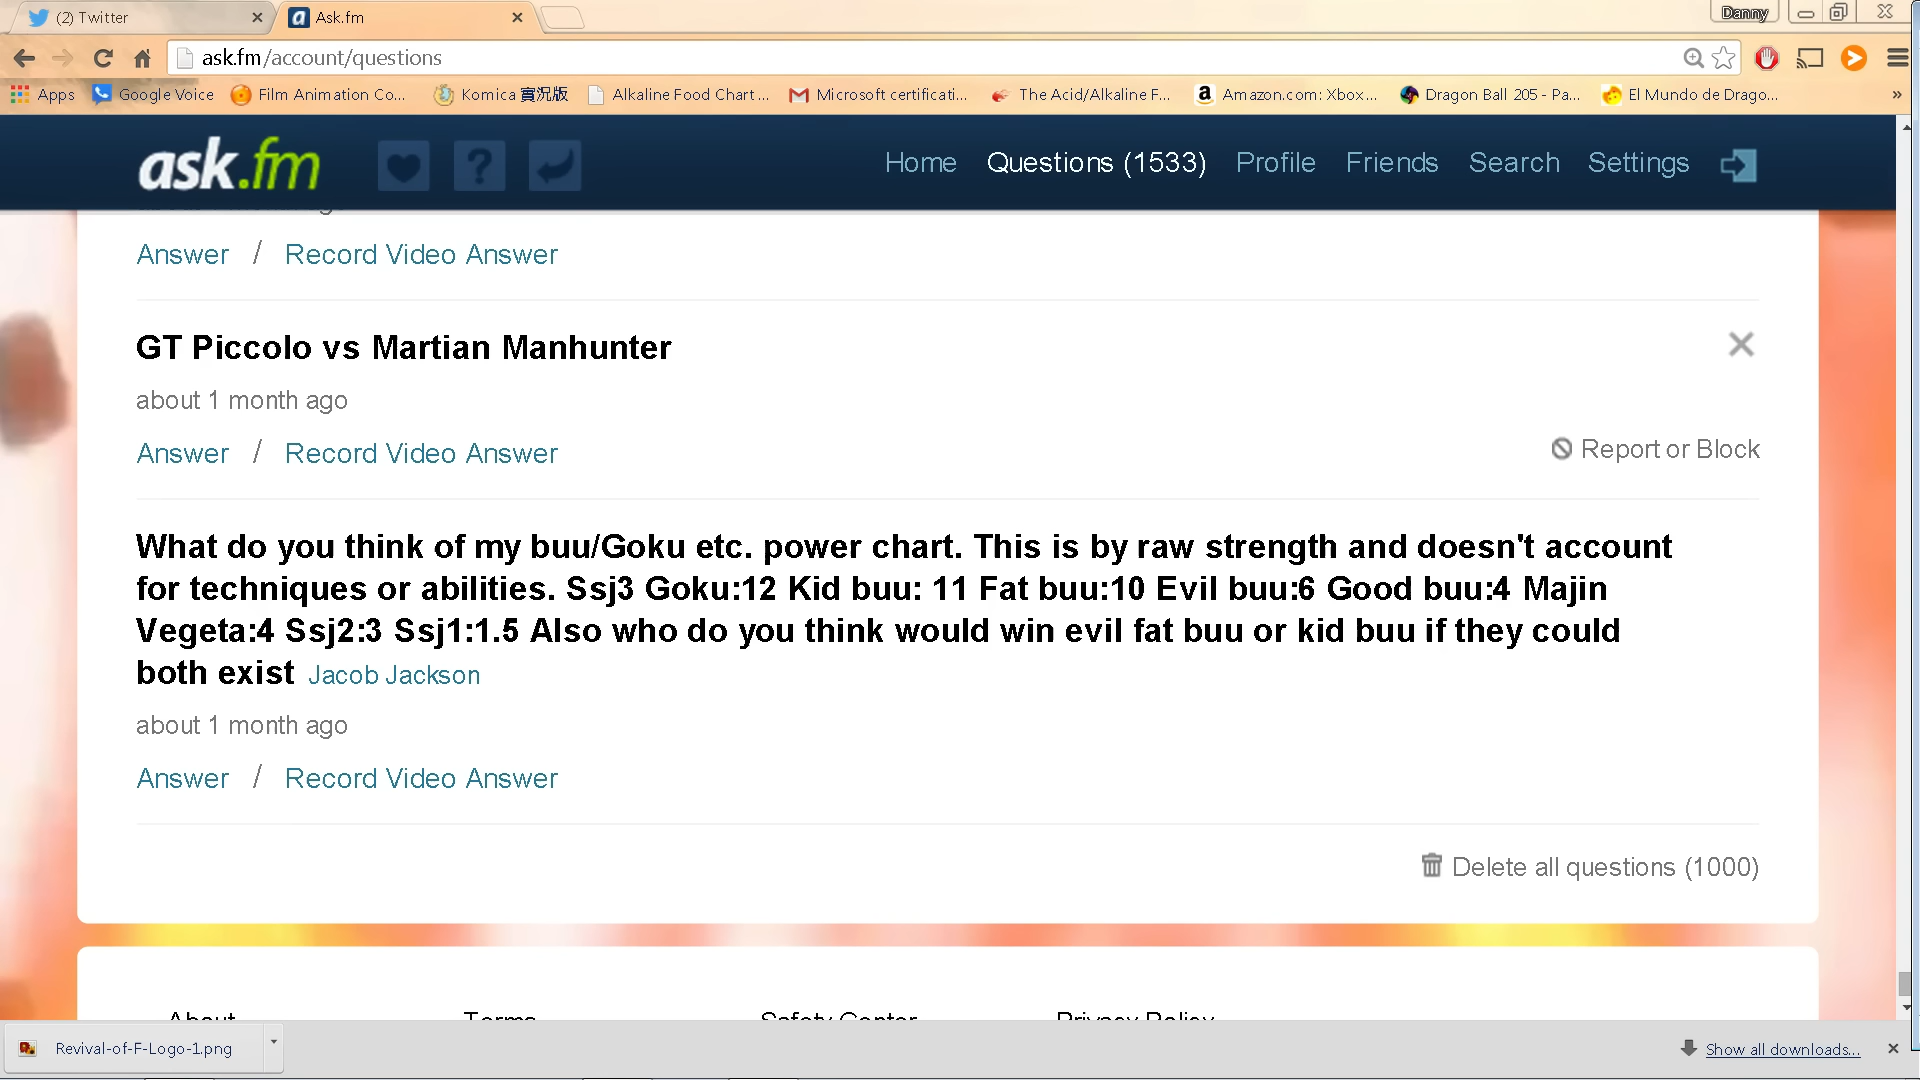 (2) Twitter
Ask.fm
Danny
ask.fm/account/questions
Apps
Google Voice
Film Animation Co...
Komica 實況版
Alkaline Food Chart ...
Microsoft certificati...
The Acid/Alkaline F...
Amazon.com: Xbox...
Dragon Ball 205 - Pa...
El Mundo de Drago...
»
ask.fm
Home
Questions (1533)
Profile
Friends
Search
Settings
Answer / Record Video Answer
GT Piccolo vs Martian Manhunter
about 1 month ago
Answer / Record Video Answer
Report or Block
What do you think of my buu/Goku etc. power chart. This is by raw strength and doesn't account
for techniques or abilities. Ssj3 Goku:12 Kid buu: 11 Fat buu:10 Evil buu:6 Good buu:4 Majin
Vegeta:4 Ssj2:3 Ssj1:1.5 Also who do you think would win evil fat buu or kid buu if they could
both exist Jacob Jackson
about 1 month ago
Answer / Record Video Answer
Delete all questions (1000)
About
Terms
Safety Center
Privacy Policy
Revival-of-F-Logo-1.png
Show all downloads...